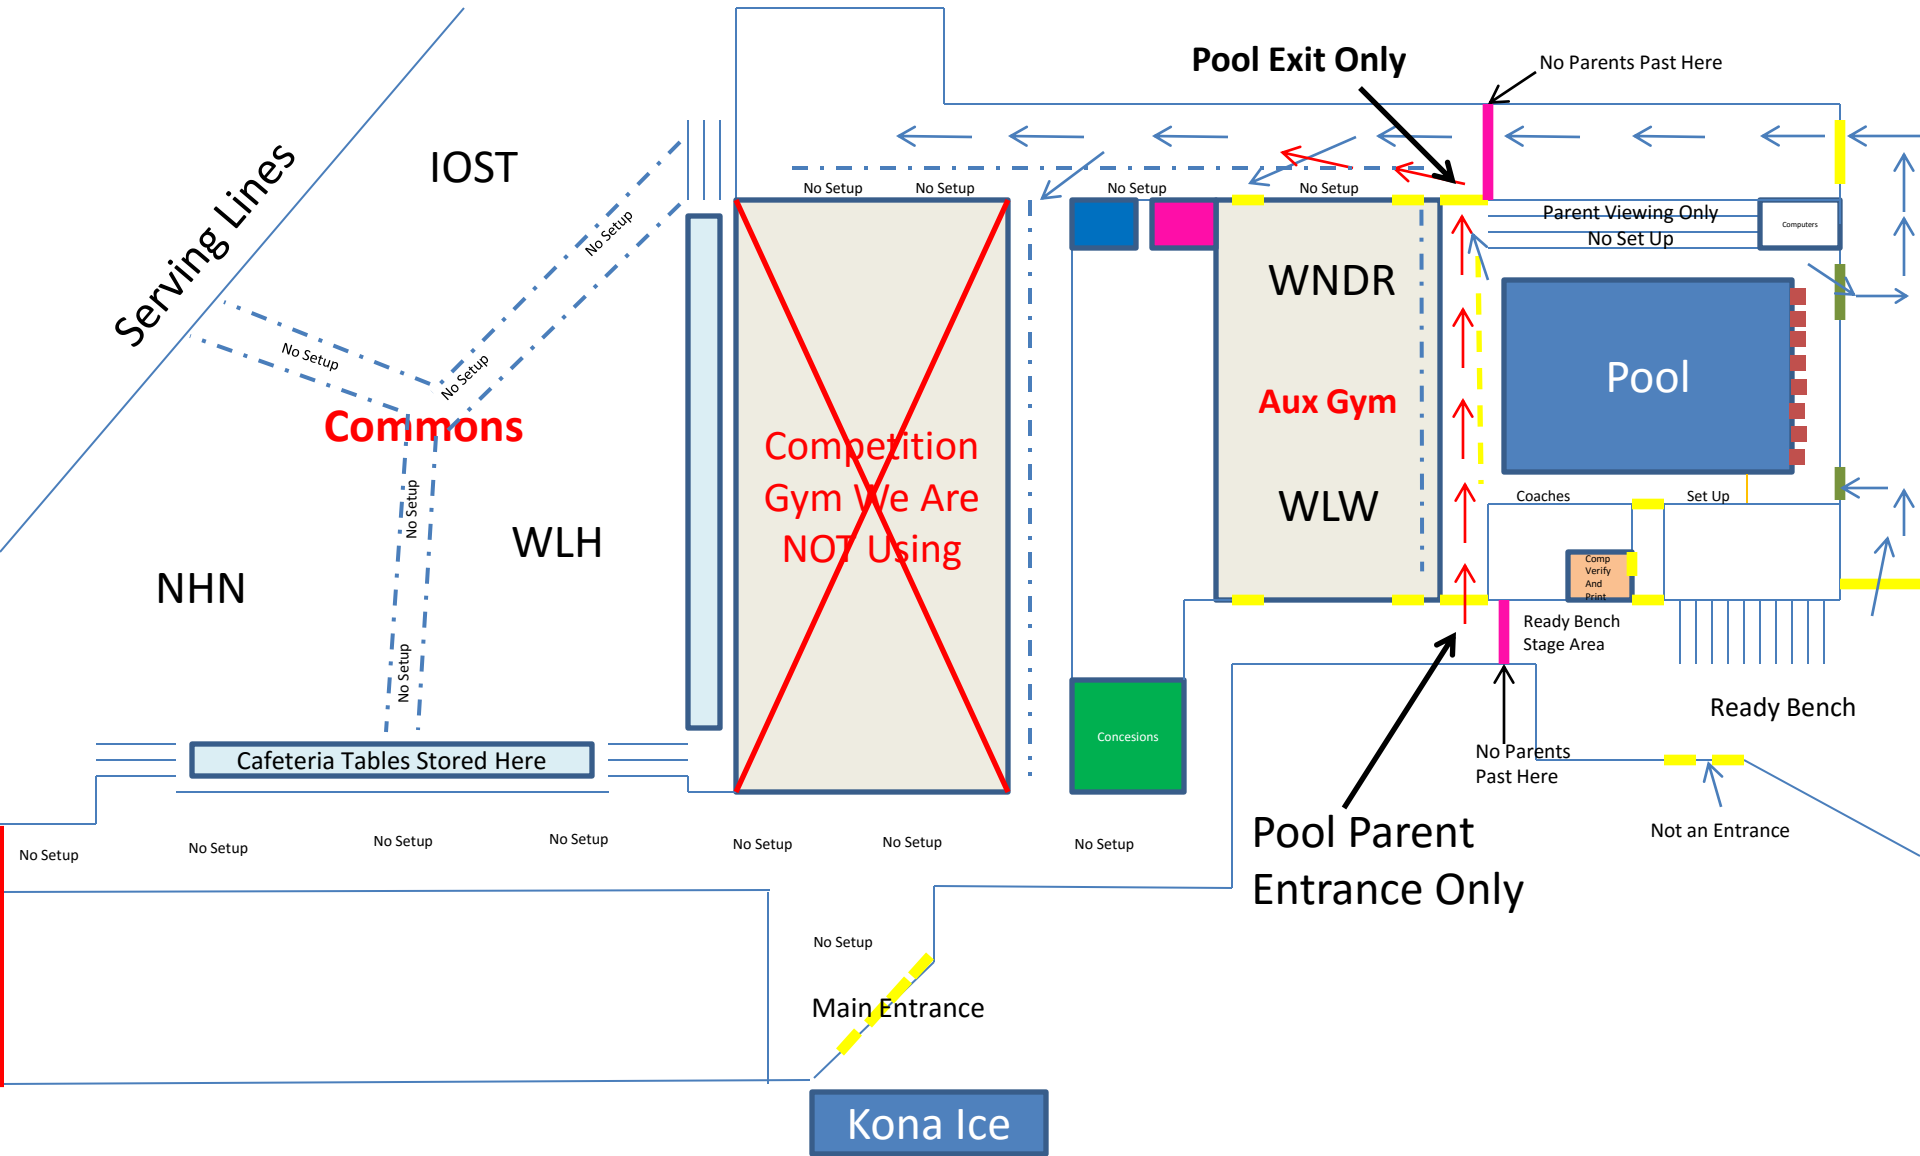 Pool Exit Only
No Parents Past Here
IOST
Serving Lines
No Setup
No Setup
No Setup
No Setup
No Setup
No Setup
No Setup
Parent Viewing Only
No Set Up
Computers
WNDR
Aux Gym
WLW
Pool
No Setup
Commons
No Setup
No Setup
WLH
NHN
Competition
Gym We Are
NOT Using
Coaches
Set Up
Comp
Verify
And
Print
Ready Bench
Stage Area
Ready Bench
Concesions
Cafeteria Tables Stored Here
No Parents
Past Here
Not an Entrance
Pool Parent
Entrance Only
No Setup
No Setup
No Setup
No Setup
No Setup
No Setup
No Setup
No Setup
Main Entrance
Kona Ice